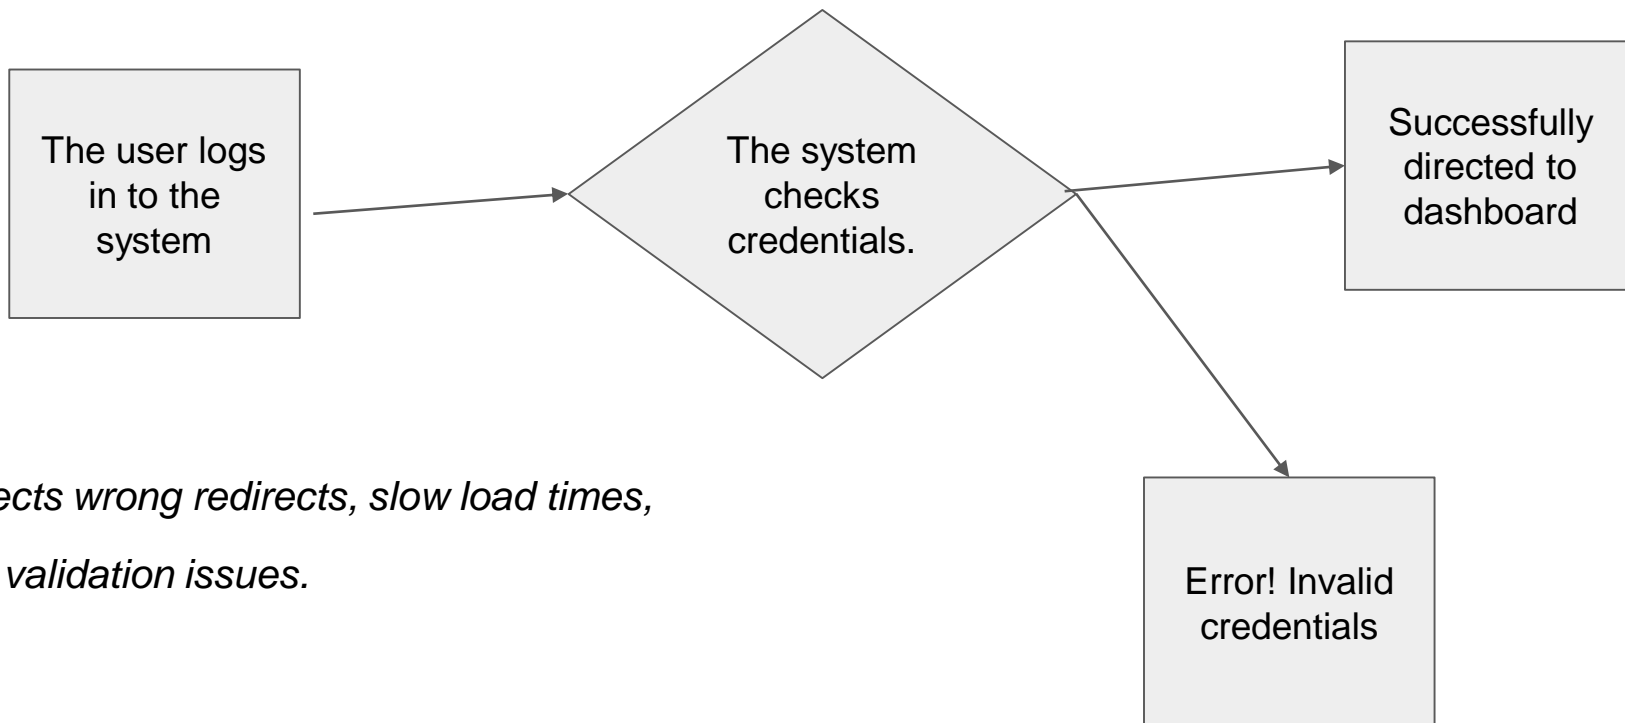 The user logs
in to the
system
The system
checks
credentials.
Successfully
directed to
dashboard
wrong redirects, slow load times,
validation issues.
Error! Invalid
credentials